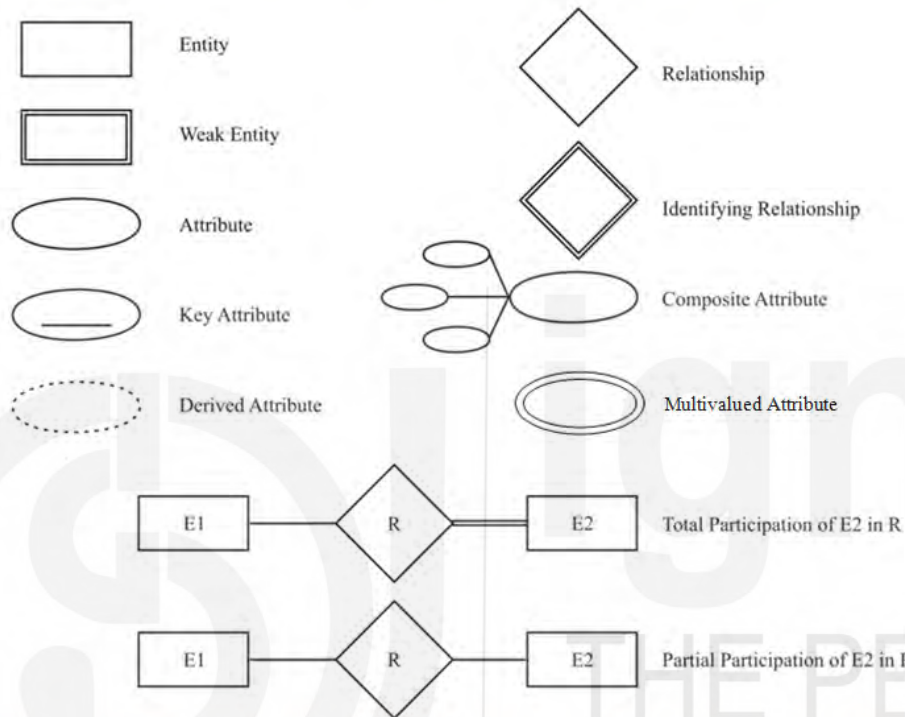 Entity
Relationship
Weak Entity
Identifying Relationship
Attribute
Composite Attribute
Key Attribute
Derived Attribute
Multivalued Attribute
E1 R E2 Total Participation of E2 in R
E1 R E2 Partial Participation of E2 in
ign
THE PE